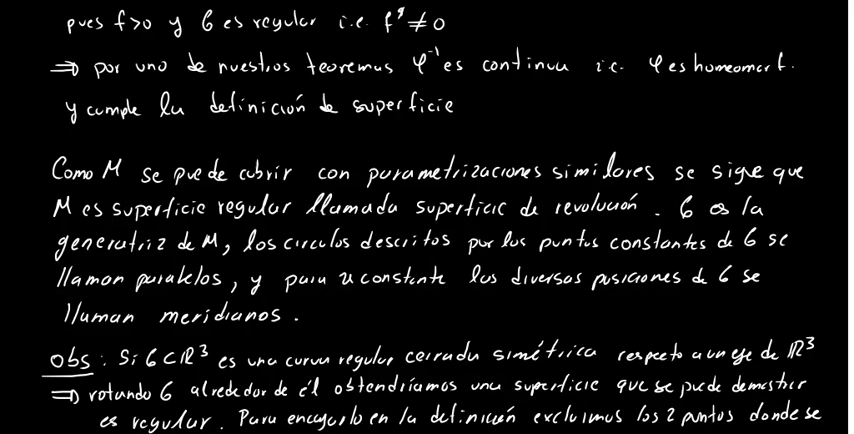 pues f>0 y G es regular i.e. f' ≠ 0
⟹ por uno de nuestros teoremas φ⁻¹ es continua i.e. φ es homeomorf.
y cumple la definición de superficie
Como M se puede cubrir con parametrizaciones similares se sigue que
M es superficie regular llamada superficie de revolución. G es la
generatriz de M, los circulos descritos por los puntos constantes de G se
llaman paralelos, y para u constante las diversas posiciones de G se
llaman meridianos.
obs: Si G⊂ℝ³ es una curva regular cerrada simétrica respecto a un eje de ℝ³
⟹ rotando G alrededor de él obtendríamos una superficie que se puede demostrar
es regular. Para encajarlo en la definición excluimos los 2 puntos donde se